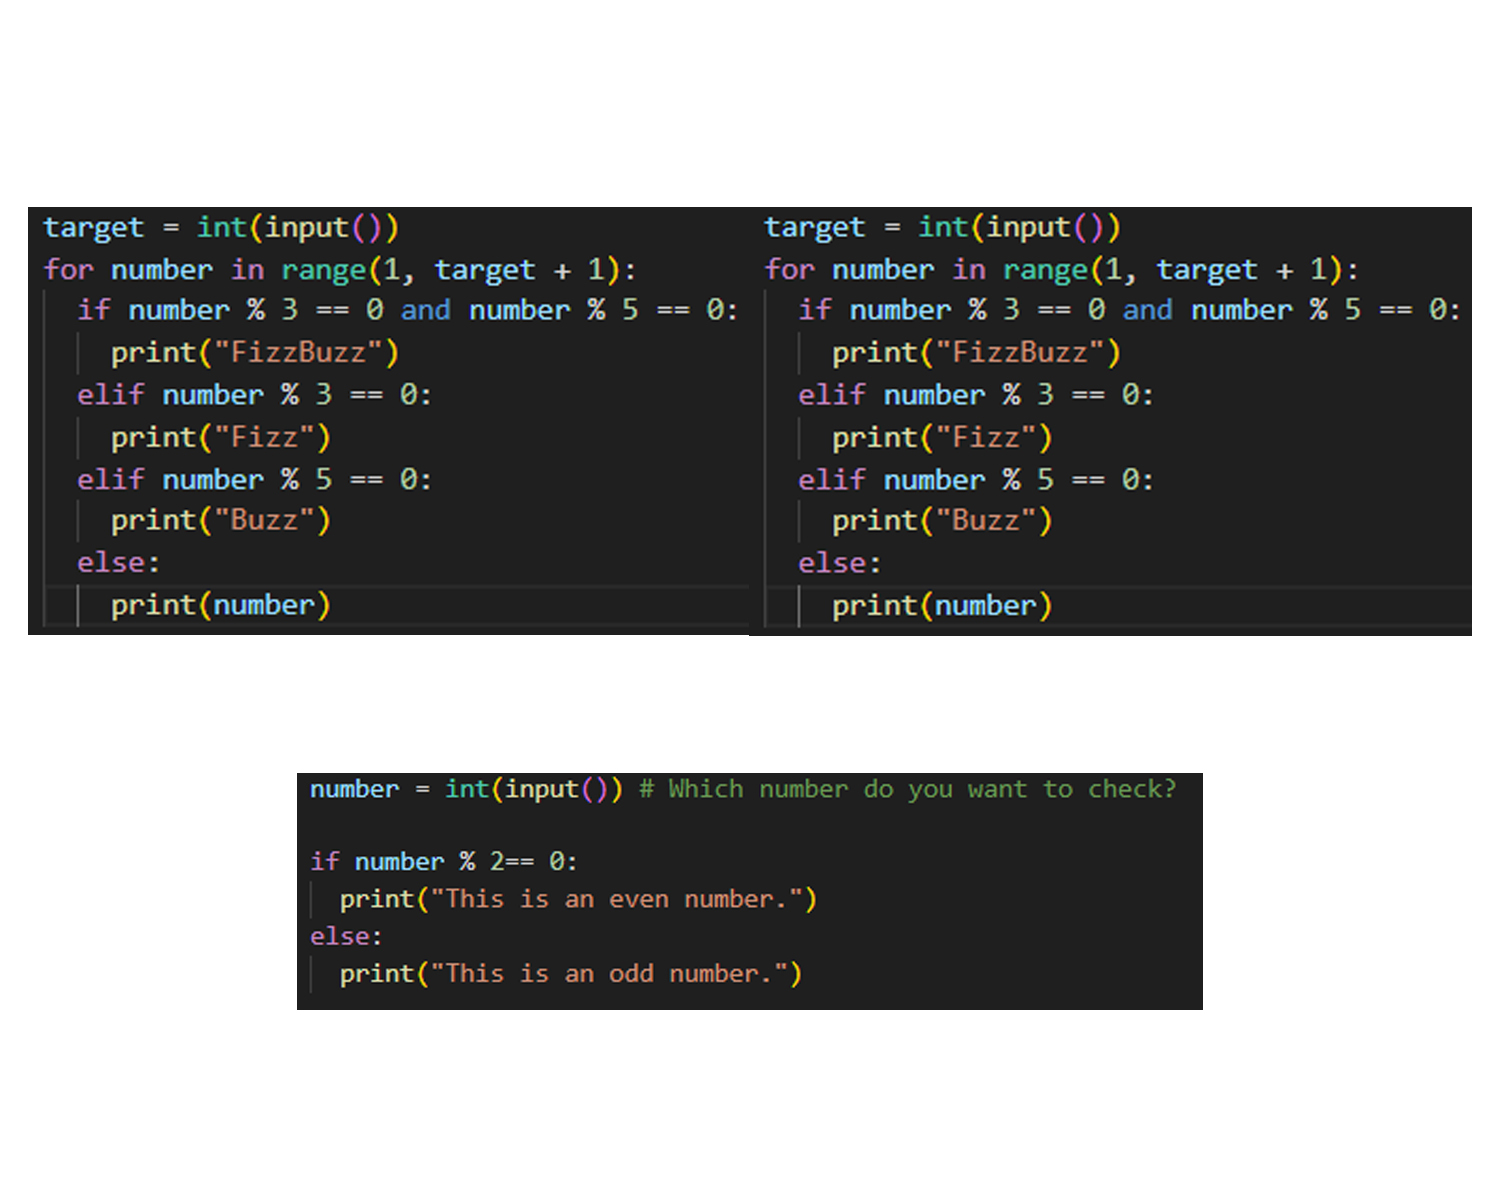 target = int(input())
for number in range(1, target + 1):
  if number % 3 == 0 and number % 5 == 0:
    print("FizzBuzz")
  elif number % 3 == 0:
    print("Fizz")
  elif number % 5 == 0:
    print("Buzz")
  else:
    print(number)
target = int(input())
for number in range(1, target + 1):
  if number % 3 == 0 and number % 5 == 0:
    print("FizzBuzz")
  elif number % 3 == 0:
    print("Fizz")
  elif number % 5 == 0:
    print("Buzz")
  else:
    print(number)
number = int(input()) # Which number do you want to check?
if number % 2== 0:
  print("This is an even number.")
else:
  print("This is an odd number.")